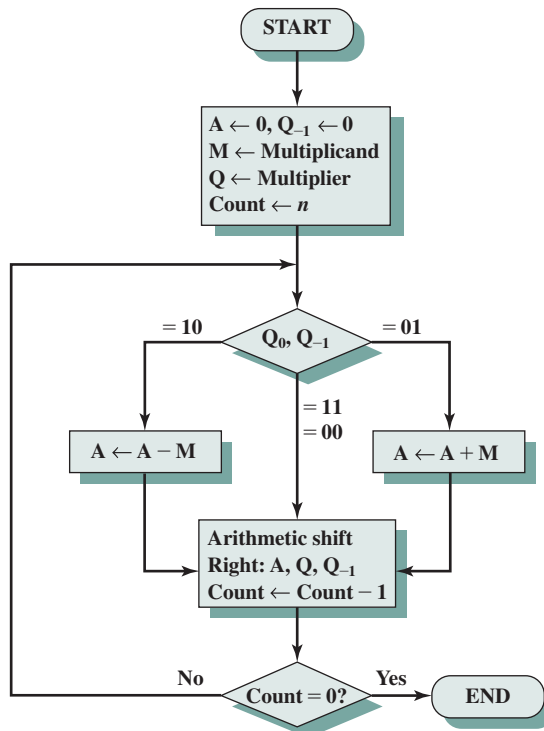 START
A ← 0, Q₋₁ ← 0
M ← Multiplicand
Q ← Multiplier
Count ← n
= 10
Q₀, Q₋₁
= 01
= 11
= 00
A ← A − M
A ← A + M
Arithmetic shift
Right: A, Q, Q₋₁
Count ← Count − 1
No
Count = 0?
Yes
END